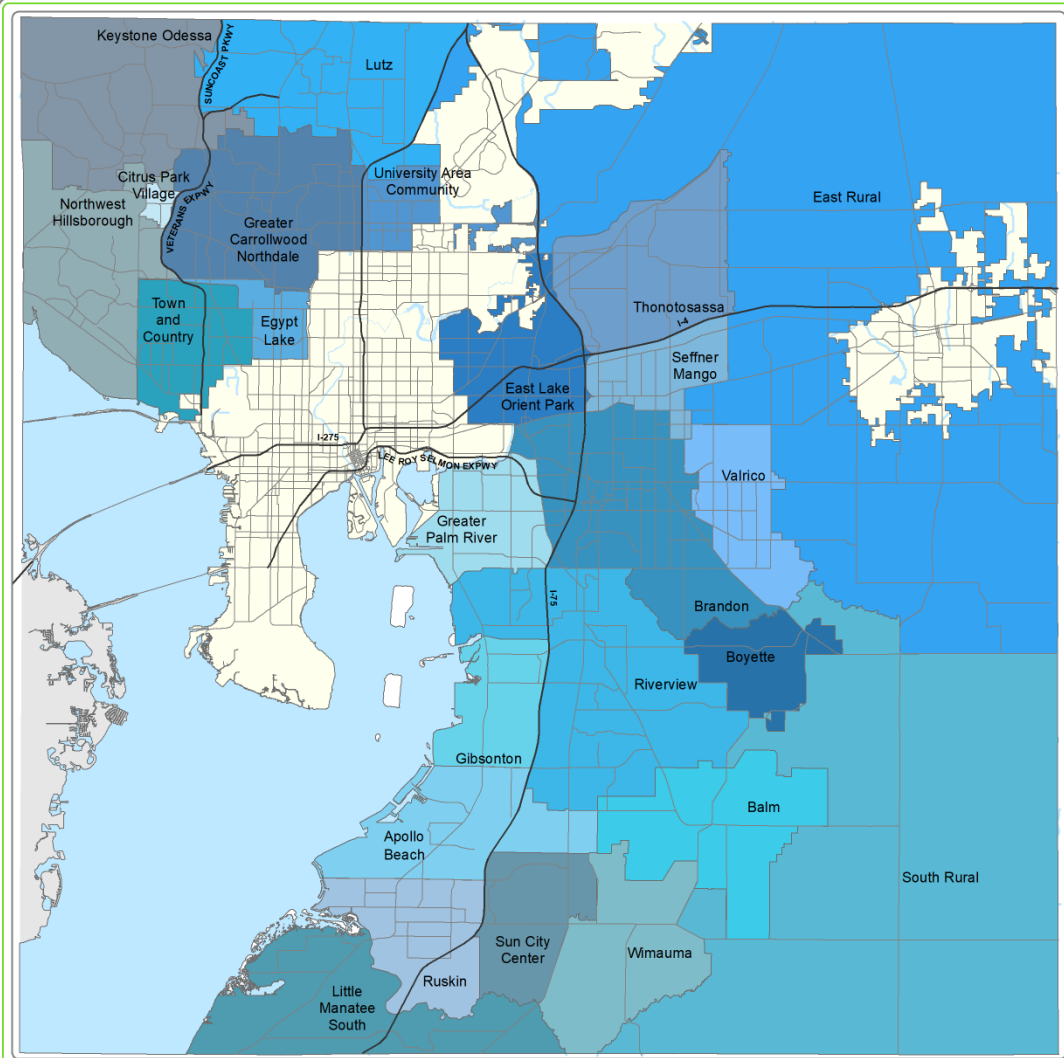 Keystone Odessa
SUNCOAST PKWY
Lutz
Citrus Park
Village
University Area
Community
Northwest
Hillsborough
VETERANS EXPWY
Greater
Carrollwood
Northdale
East Rural
Town
and
Country
Egypt
Lake
Thonotosassa
I-4
Seffner
Mango
East Lake
Orient Park
I-275
LEE ROY SELMON EXPWY
Valrico
Greater
Palm River
I-75
Brandon
Boyette
Riverview
Gibsonton
Balm
Apollo
Beach
South Rural
Sun City
Center
Wimauma
Ruskin
Little
Manatee
South